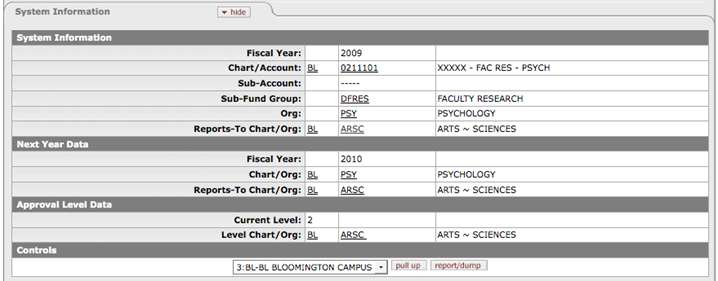 System Information hide
System Information
Fiscal Year: 2009
Chart/Account: BL 0211101 XXXXX - FAC RES - PSYCH
Sub-Account: -----
Sub-Fund Group: DFRES FACULTY RESEARCH
Org: PSY PSYCHOLOGY
Reports-To Chart/Org: BL ARSC ARTS ~ SCIENCES
Next Year Data
Fiscal Year: 2010
Chart/Org: BL PSY PSYCHOLOGY
Reports-To Chart/Org: BL ARSC ARTS ~ SCIENCES
Approval Level Data
Current Level: 2
Level Chart/Org: BL ARSC ARTS ~ SCIENCES
Controls
3:BL-BL BLOOMINGTON CAMPUS pull up report/dump